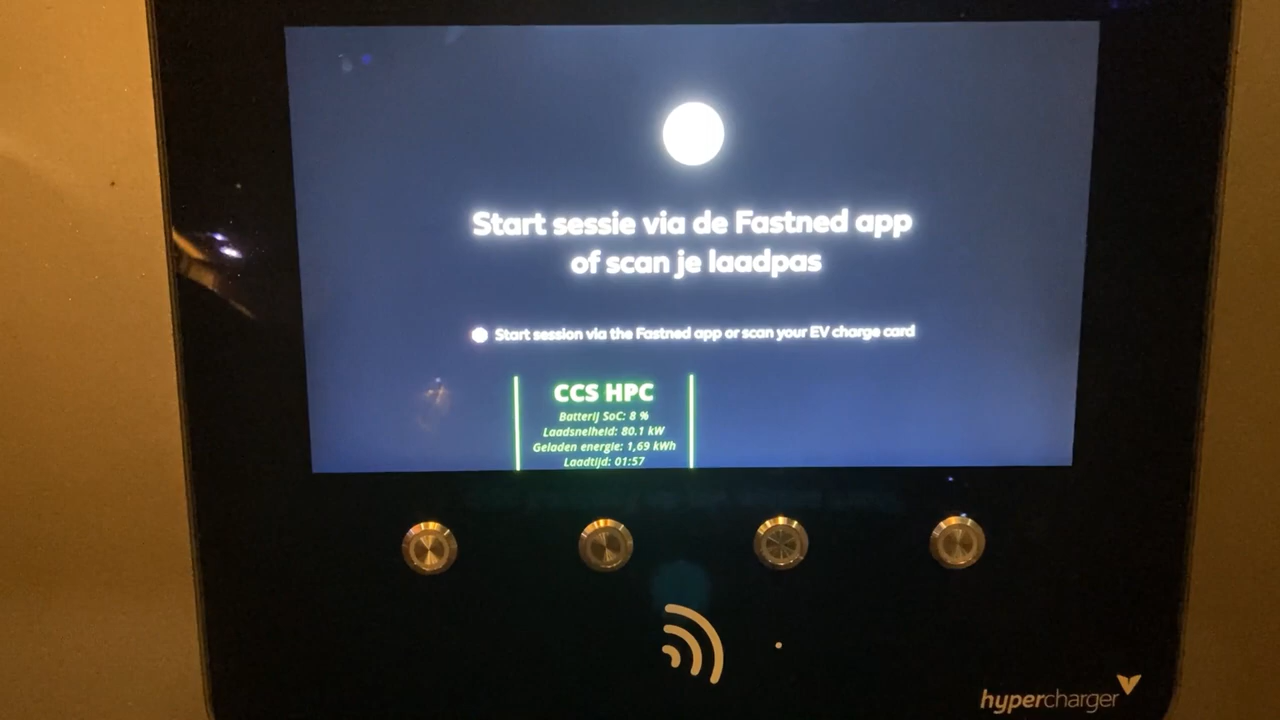 Start sessie via de Fastned app
of scan je laadpas
Start session via the Fastned app or scan your EV charge card
CCS HPC
Batterij SoC: 8 %
Laadsnelheid: 80.1 kW
Geladen energie: 1,69 kWh
Laadtijd: 01:57
hypercharger